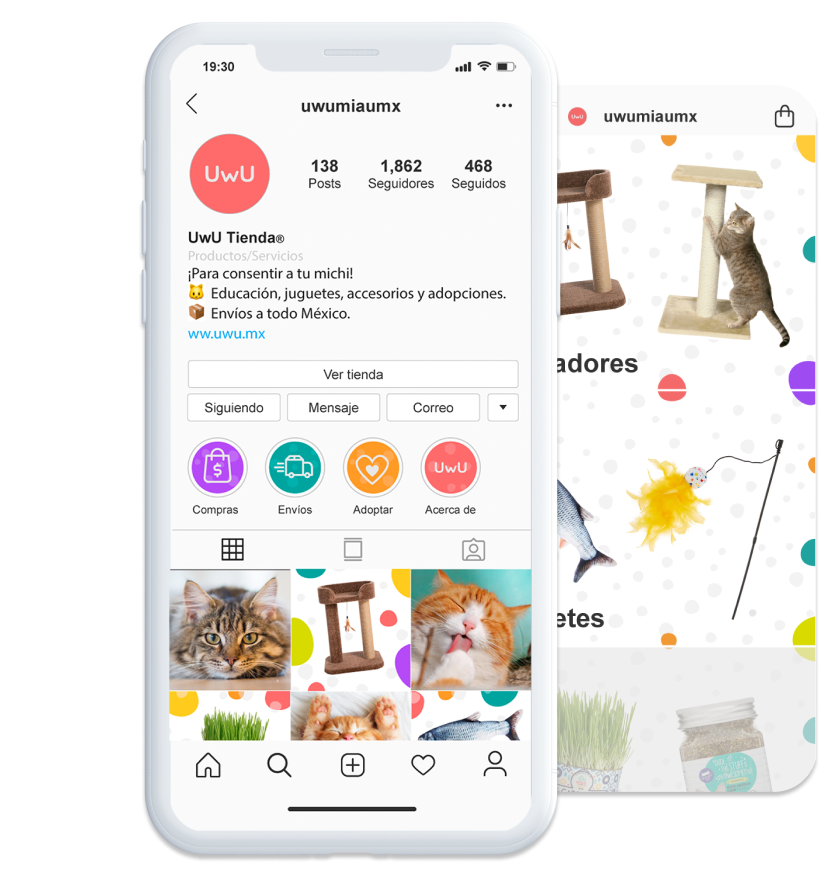 19:30
uwumiaumx
UwU
138
Posts
1,862
Seguidores
468
Seguidos
UwU Tienda®
Productos/Servicios
¡Para consentir a tu michi!
Educación, juguetes, accesorios y adopciones.
Envíos a todo México.
ww.uwu.mx
Ver tienda
Siguiendo
Mensaje
Correo
$
UwU
Compras
Envíos
Adoptar
Acerca de
UwU
uwumiaumx
adores
etes